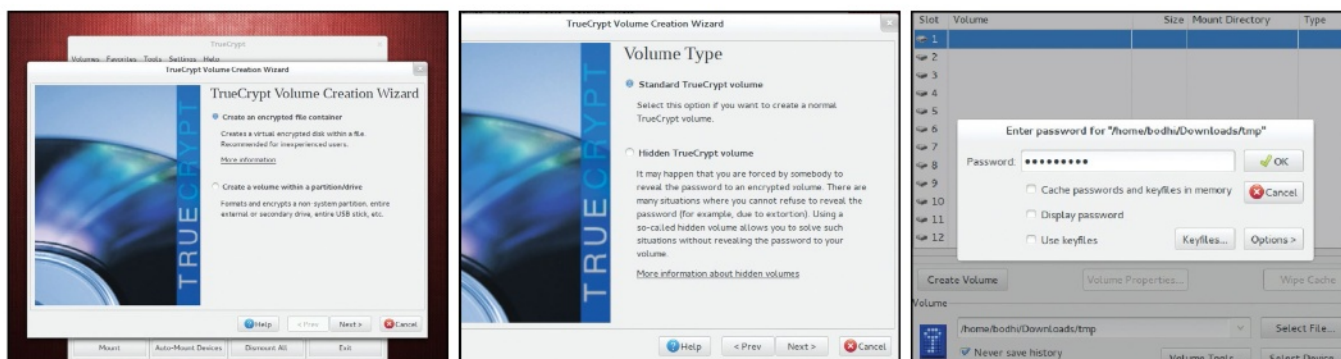 TrueCrypt
Volumes Favorites Tools Settings Help
TrueCrypt Volume Creation Wizard
TRUECRYPT
TrueCrypt Volume Creation Wizard
Create an encrypted file container
Creates a virtual encrypted disk within a file.
Recommended for inexperienced users.
More information
Create a volume within a partition/drive
Formats and encrypts a non-system partition, entire
external or secondary drive, entire USB stick, etc.
Help
< Prev
Next >
Cancel
Mount
Auto-Mount Devices
Dismount All
Exit
TrueCrypt Volume Creation Wizard
TRUECRYPT
Volume Type
Standard TrueCrypt volume
Select this option if you want to create a normal
TrueCrypt volume.
Hidden TrueCrypt volume
It may happen that you are forced by somebody to
reveal the password to an encrypted volume. There are
many situations where you cannot refuse to reveal the
password (for example, due to extortion). Using a
so-called hidden volume allows you to solve such
situations without revealing the password to your
volume.
More information about hidden volumes
Help
< Prev
Next >
Cancel
Slot Volume Size Mount Directory Type
1
2
3
4
5
6
7
8
9
10
11
12
Enter password for "/home/bodhi/Downloads/tmp"
Password:
OK
Cache passwords and keyfiles in memory
Cancel
Display password
Use keyfiles
Keyfiles...
Options >
Create Volume
Volume Properties...
Wipe Cache
Volume
/home/bodhi/Downloads/tmp
Select File...
Never save history
Volume Tools...
Select Device...